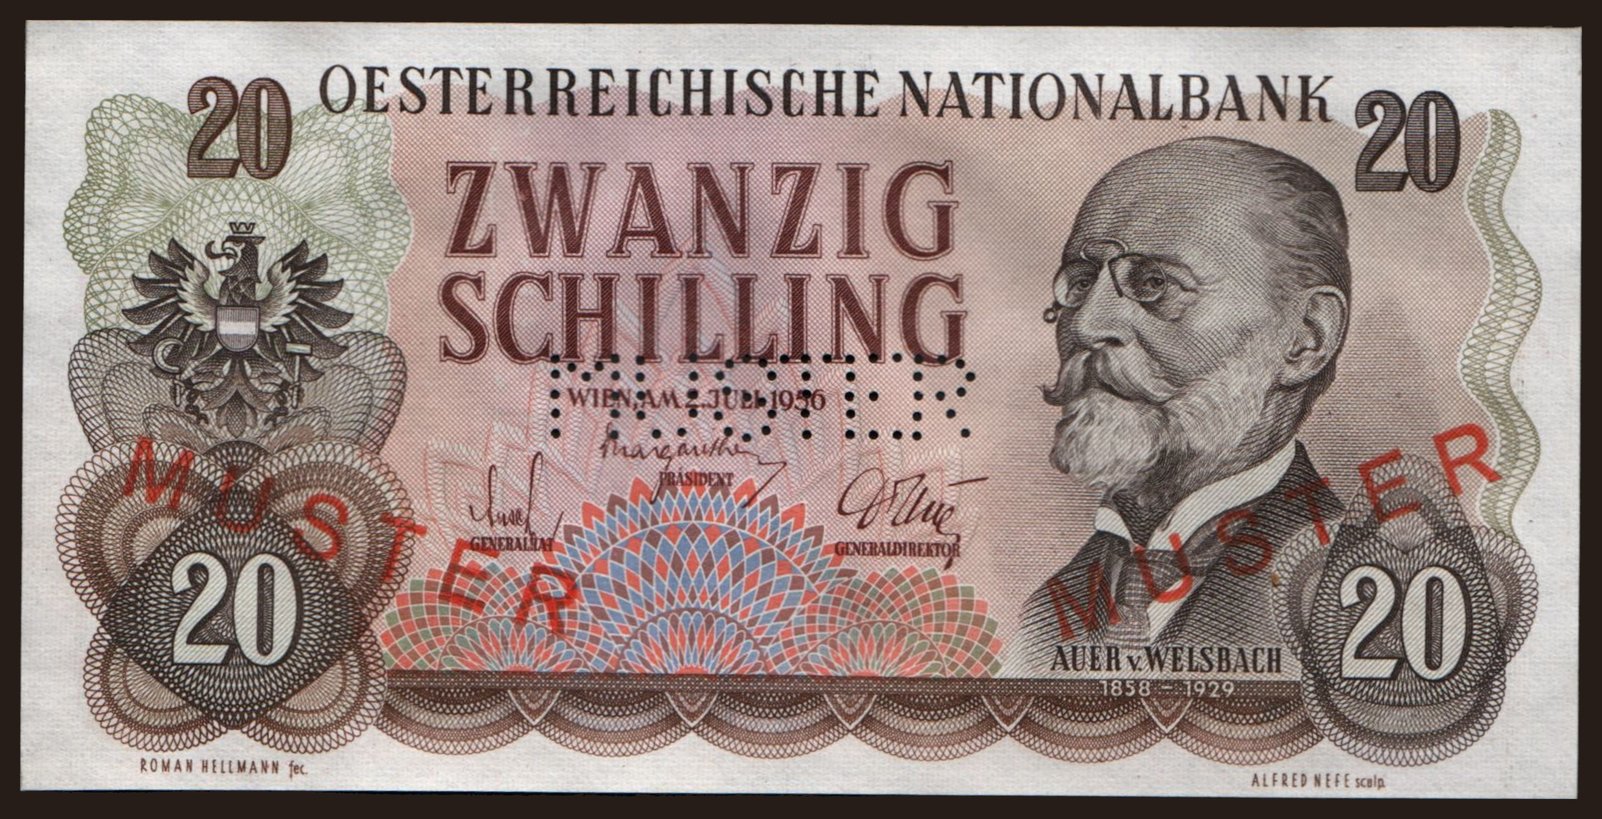 OESTERREICHISCHE NATIONALBANK
20
20
ZWANZIG
SCHILLING
MUSTER
WIEN, AM 2. JULI 1956
PRÄSIDENT
GENERALRAT
GENERALDIREKTOR
MUSTER
MUSTER
20
20
AUER v. WELSBACH
1858 – 1929
ROMAN HELLMANN fec.
ALFRED NEFE sculp.